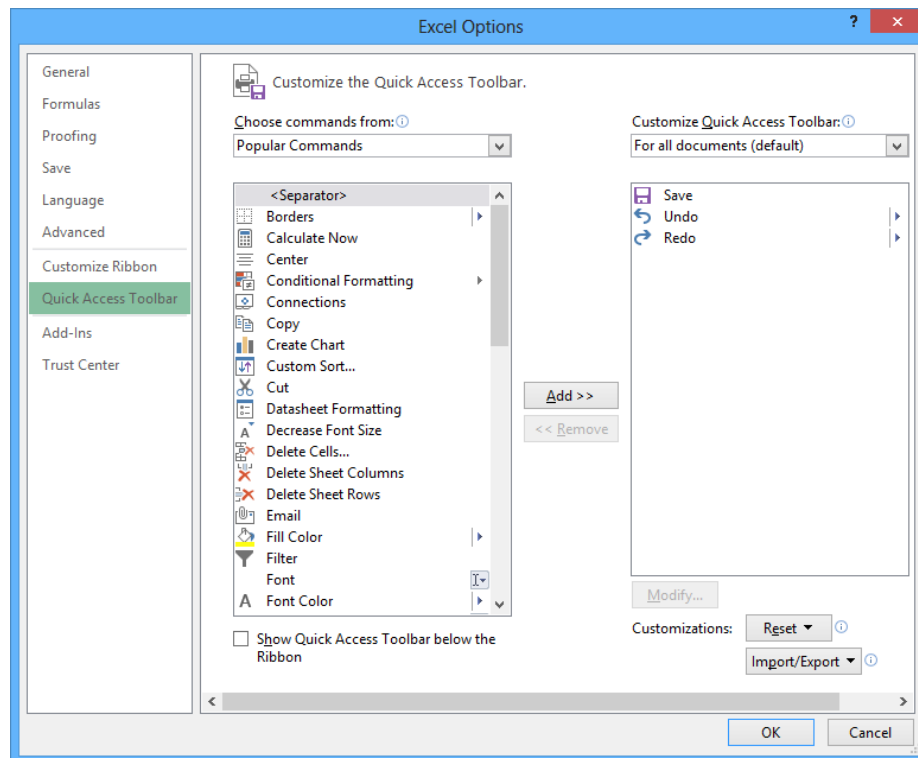 Excel Options
?
General
Formulas
Proofing
Save
Language
Advanced
Customize Ribbon
Quick Access Toolbar
Add-Ins
Trust Center
Customize the Quick Access Toolbar.
Choose commands from:
Popular Commands
<Separator>
Borders
Calculate Now
Center
Conditional Formatting
Connections
Copy
Create Chart
Custom Sort...
Cut
Datasheet Formatting
Decrease Font Size
Delete Cells...
Delete Sheet Columns
Delete Sheet Rows
Email
Fill Color
Filter
Font
Font Color
Show Quick Access Toolbar below the
Ribbon
Add >>
<< Remove
Customize Quick Access Toolbar:
For all documents (default)
Save
Undo
Redo
Modify...
Customizations:
Reset
Import/Export
OK
Cancel